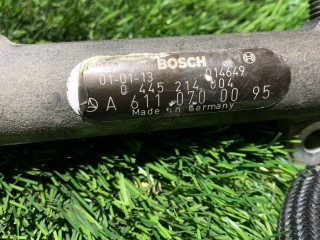 BOSCH
01-01-13 014649
0 445 214 004
A 611 070 00 95
Made in Germany